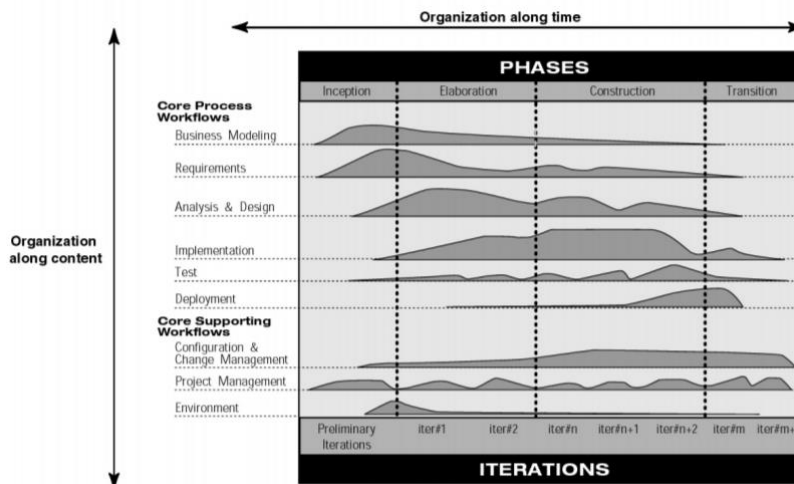 Organization along time
PHASES
Inception Elaboration Construction Transition
Core Process
Workflows
Business Modeling
Requirements
Analysis & Design
Organization
along content
Implementation
Test
Deployment
Core Supporting
Workflows
Configuration &
Change Management
Project Management
Environment
Preliminary
Iterations
iter#1 iter#2 iter#n iter#n+1 iter#n+2 iter#m iter#m+
ITERATIONS